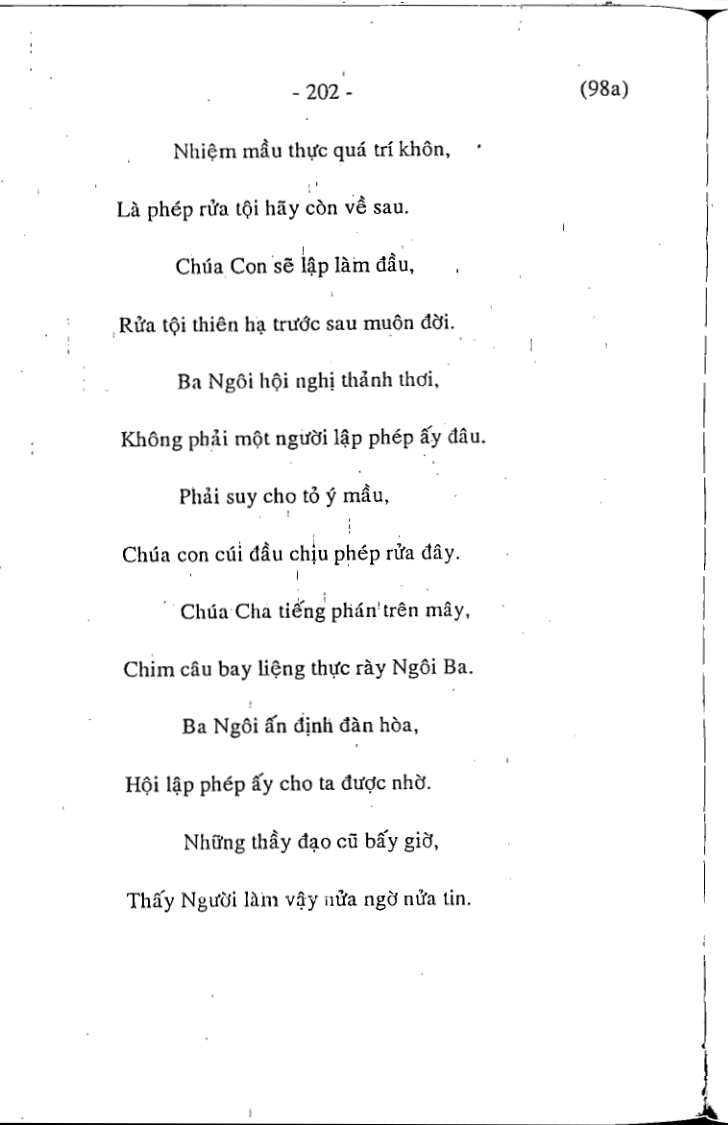 - 202 - (98a)
Nhiệm mầu thực quá trí khôn,
Là phép rửa tội hãy còn về sau.
Chúa Con sẽ lập làm đầu,
Rửa tội thiên hạ trước sau muôn đời.
Ba Ngôi hội nghị thảnh thơi,
Không phải một người lập phép ấy đâu.
Phải suy cho tỏ ý mầu,
Chúa con cúi đầu chịu phép rửa đây.
Chúa Cha tiếng phán trên mây,
Chim câu bay liệng thực rày Ngôi Ba.
Ba Ngôi ấn định đàn hòa,
Hội lập phép ấy cho ta được nhờ.
Những thầy đạo cũ bấy giờ,
Thấy Người làm vậy nửa ngờ nửa tin.